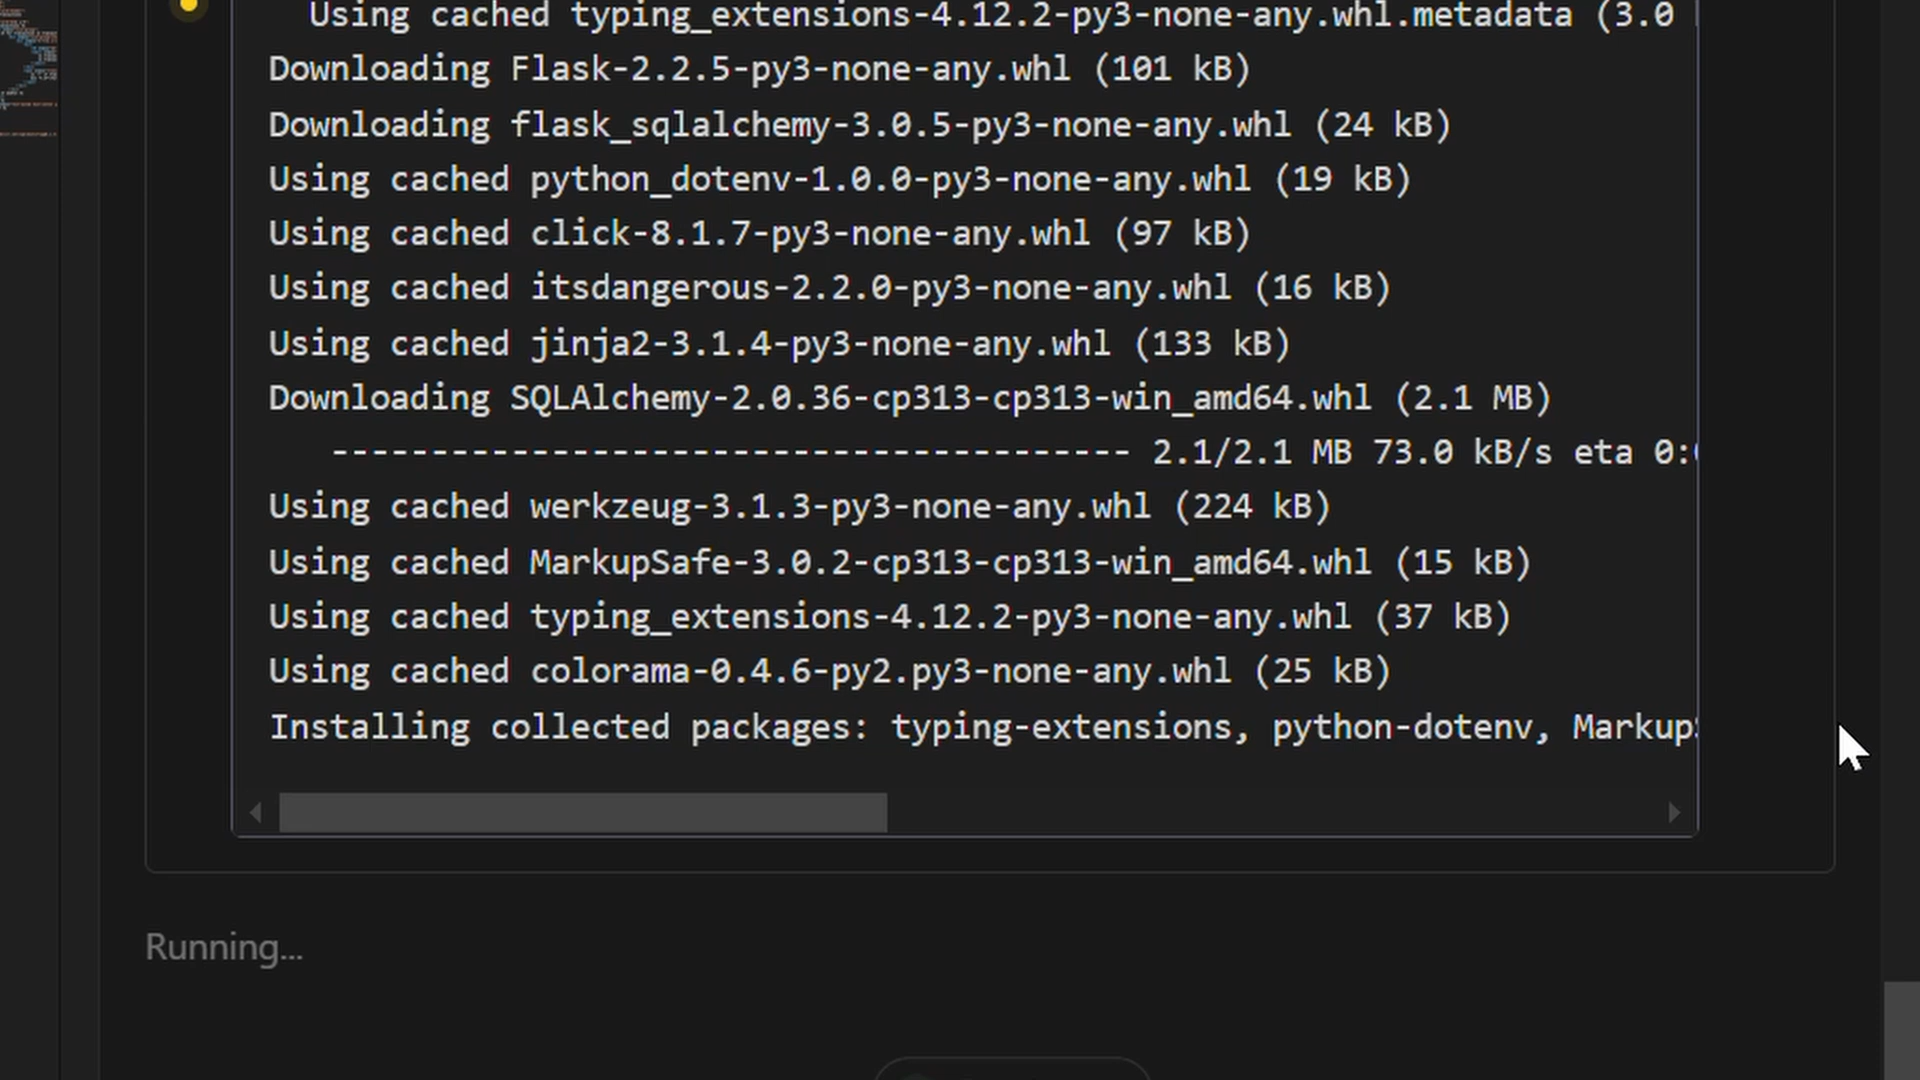 Using cached typing_extensions-4.12.2-py3-none-any.whl.metadata (3.0
Downloading Flask-2.2.5-py3-none-any.whl (101 kB)
Downloading flask_sqlalchemy-3.0.5-py3-none-any.whl (24 kB)
Using cached python_dotenv-1.0.0-py3-none-any.whl (19 kB)
Using cached click-8.1.7-py3-none-any.whl (97 kB)
Using cached itsdangerous-2.2.0-py3-none-any.whl (16 kB)
Using cached jinja2-3.1.4-py3-none-any.whl (133 kB)
Downloading SQLAlchemy-2.0.36-cp313-cp313-win_amd64.whl (2.1 MB)
---------------------------------------- 2.1/2.1 MB 73.0 kB/s eta 0:
Using cached werkzeug-3.1.3-py3-none-any.whl (224 kB)
Using cached MarkupSafe-3.0.2-cp313-cp313-win_amd64.whl (15 kB)
Using cached typing_extensions-4.12.2-py3-none-any.whl (37 kB)
Using cached colorama-0.4.6-py2.py3-none-any.whl (25 kB)
Installing collected packages: typing-extensions, python-dotenv, Markup
Running...